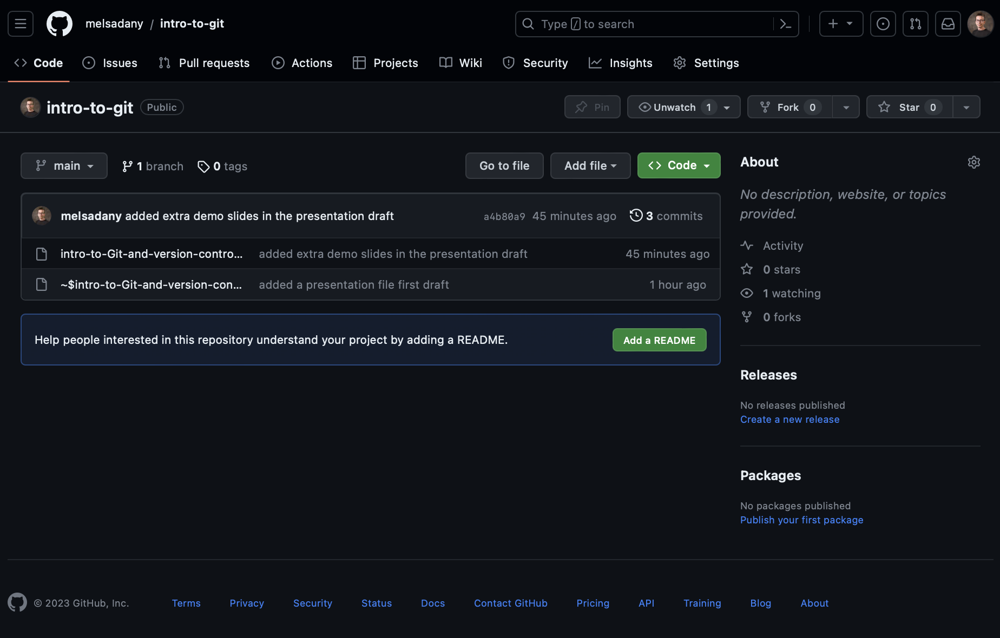 melsadany / intro-to-git
Type / to search
Code Issues Pull requests Actions Projects Wiki Security Insights Settings
intro-to-git Public
Pin Unwatch 1 Fork 0 Star 0
main 1 branch 0 tags
Go to file Add file Code
melsadany added extra demo slides in the presentation draft a4b80a9 45 minutes ago 3 commits
intro-to-Git-and-version-contro... added extra demo slides in the presentation draft 45 minutes ago
~$intro-to-Git-and-version-con... added a presentation file first draft 1 hour ago
Help people interested in this repository understand your project by adding a README. Add a README
About
No description, website, or topics
provided.
Activity
0 stars
1 watching
0 forks
Releases
No releases published
Create a new release
Packages
No packages published
Publish your first package
© 2023 GitHub, Inc. Terms Privacy Security Status Docs Contact GitHub Pricing API Training Blog About